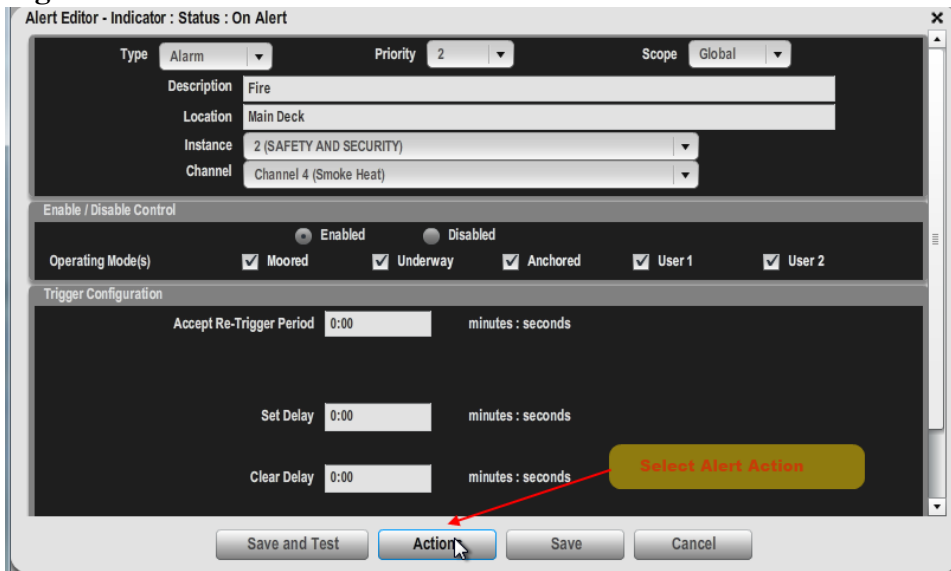 Alert Editor - Indicator : Status : On Alert
Type Alarm Priority 2 Scope Global
Description Fire
Location Main Deck
Instance 2 (SAFETY AND SECURITY)
Channel Channel 4 (Smoke Heat)
Enable / Disable Control
Enabled Disabled
Operating Mode(s) Moored Underway Anchored User 1 User 2
Trigger Configuration
Accept Re-Trigger Period 0:00 minutes : seconds
Set Delay 0:00 minutes : seconds
Select Alert Action
Clear Delay 0:00 minutes : seconds
Save and Test Action Save Cancel